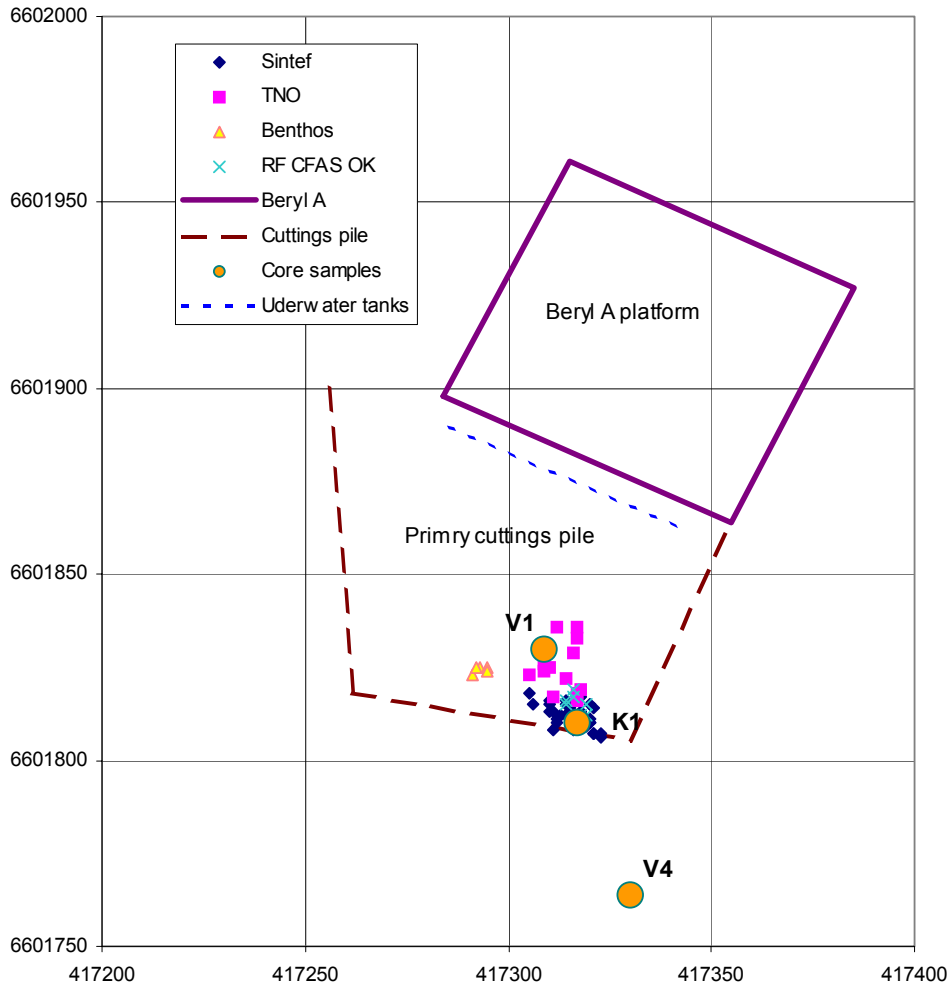 6602000
Sintef
TNO
Benthos
RF CFAS OK
Beryl A
Cuttings pile
Core samples
Uderwater tanks
6601950
Beryl A platform
6601900
Primry cuttings pile
6601850
V1
K1
6601800
V4
6601750
417200 417250 417300 417350 417400